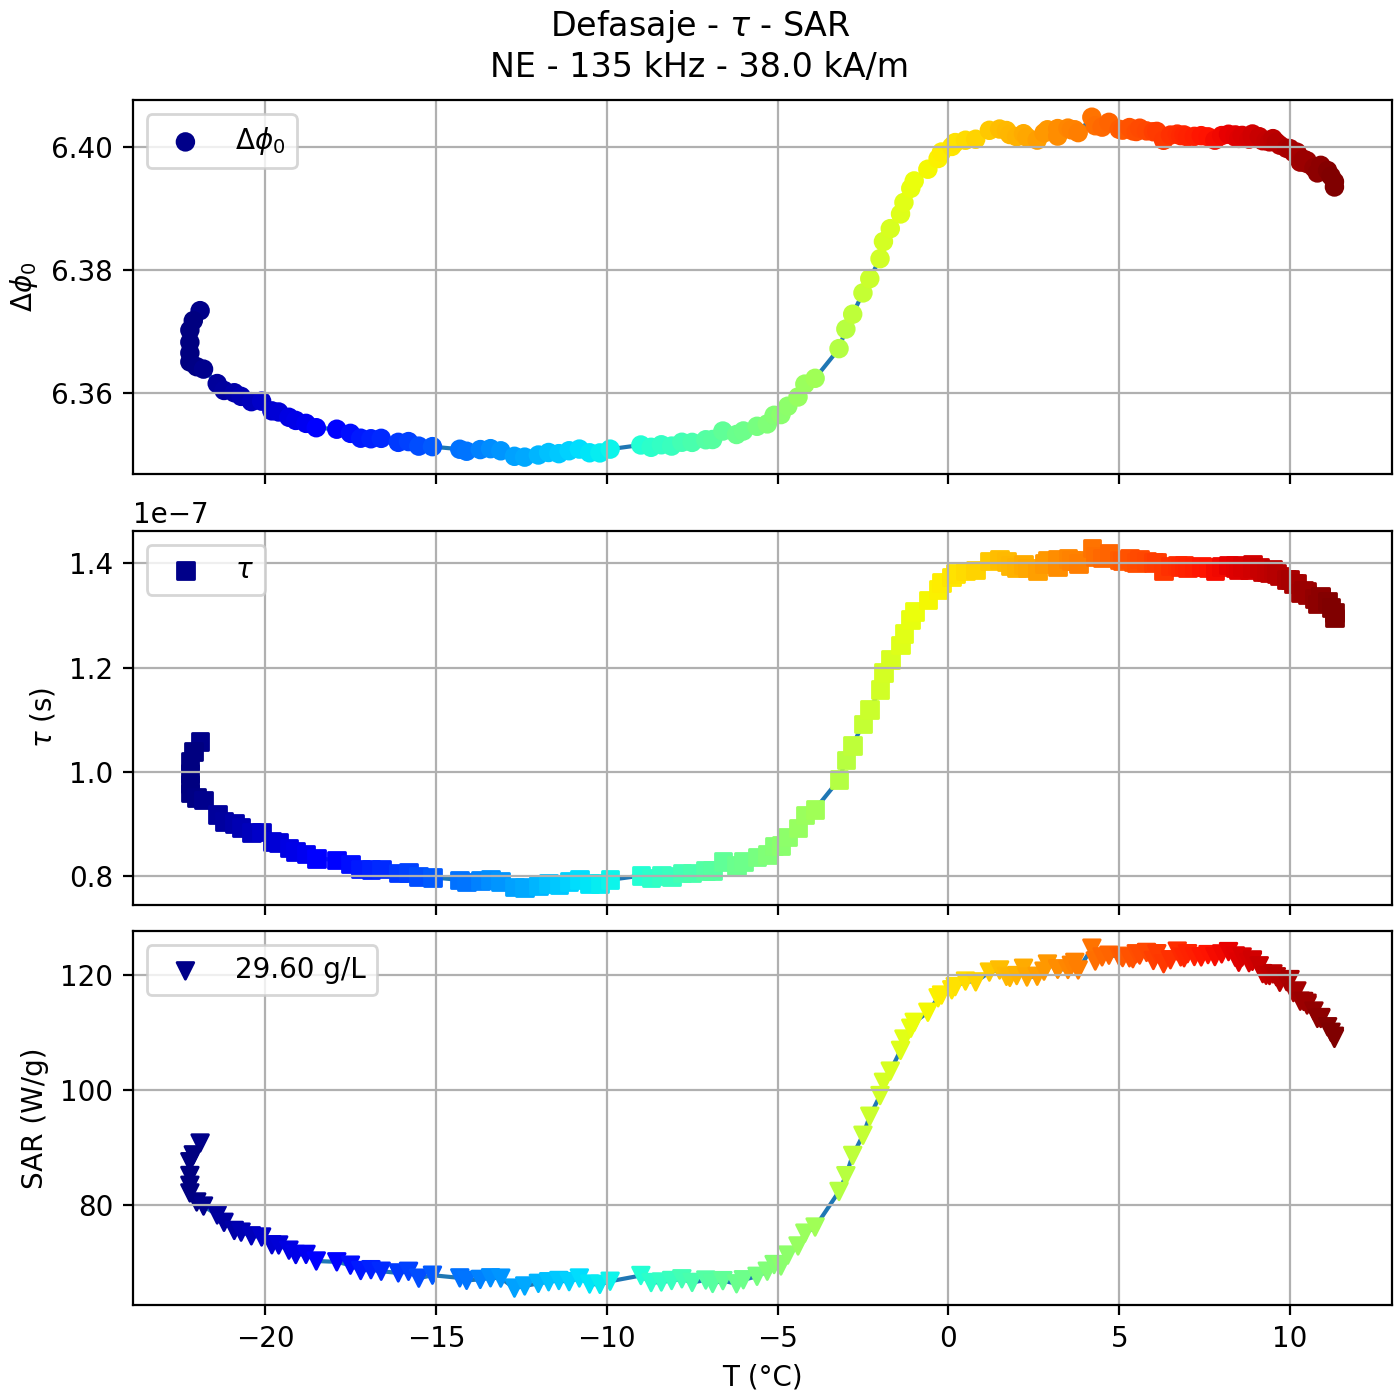 Defasaje - τ - SAR
NE - 135 kHz - 38.0 kA/m
Δϕ₀
6.40
6.38
6.36
Δϕ₀
1e−7
τ
1.4
1.2
1.0
0.8
τ (s)
29.60 g/L
120
100
80
SAR (W/g)
−20 −15 −10 −5 0 5 10
T (°C)